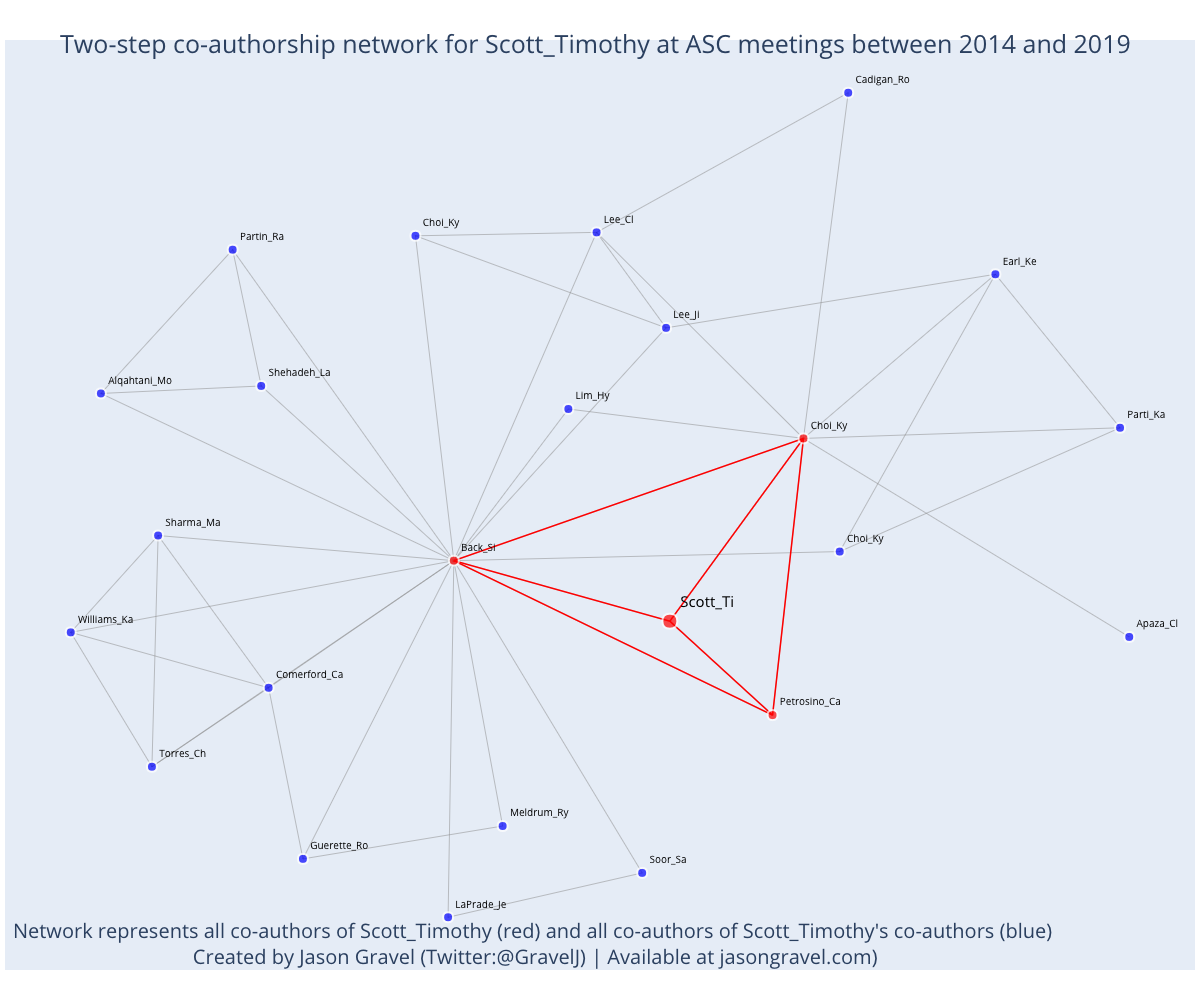 Two-step co-authorship network for Scott_Timothy at ASC meetings between 2014 and 2019
Cadigan_Ro
Lee_Cl
Choi_Ky
Partin_Ra
Earl_Ke
Lee_Ji
Shehadeh_La
Alqahtani_Mo
Lim_Hy
Parti_Ka
Choi_Ky
Sharma_Ma
Choi_Ky
Back_Si
Scott_Ti
Williams_Ka
Apaza_Cl
Comerford_Ca
Petrosino_Ca
Torres_Ch
Meldrum_Ry
Guerette_Ro
Soor_Sa
LaPrade_Je
Network represents all co-authors of Scott_Timothy (red) and all co-authors of Scott_Timothy's co-authors (blue)
Created by Jason Gravel (Twitter:@GravelJ) | Available at jasongravel.com)